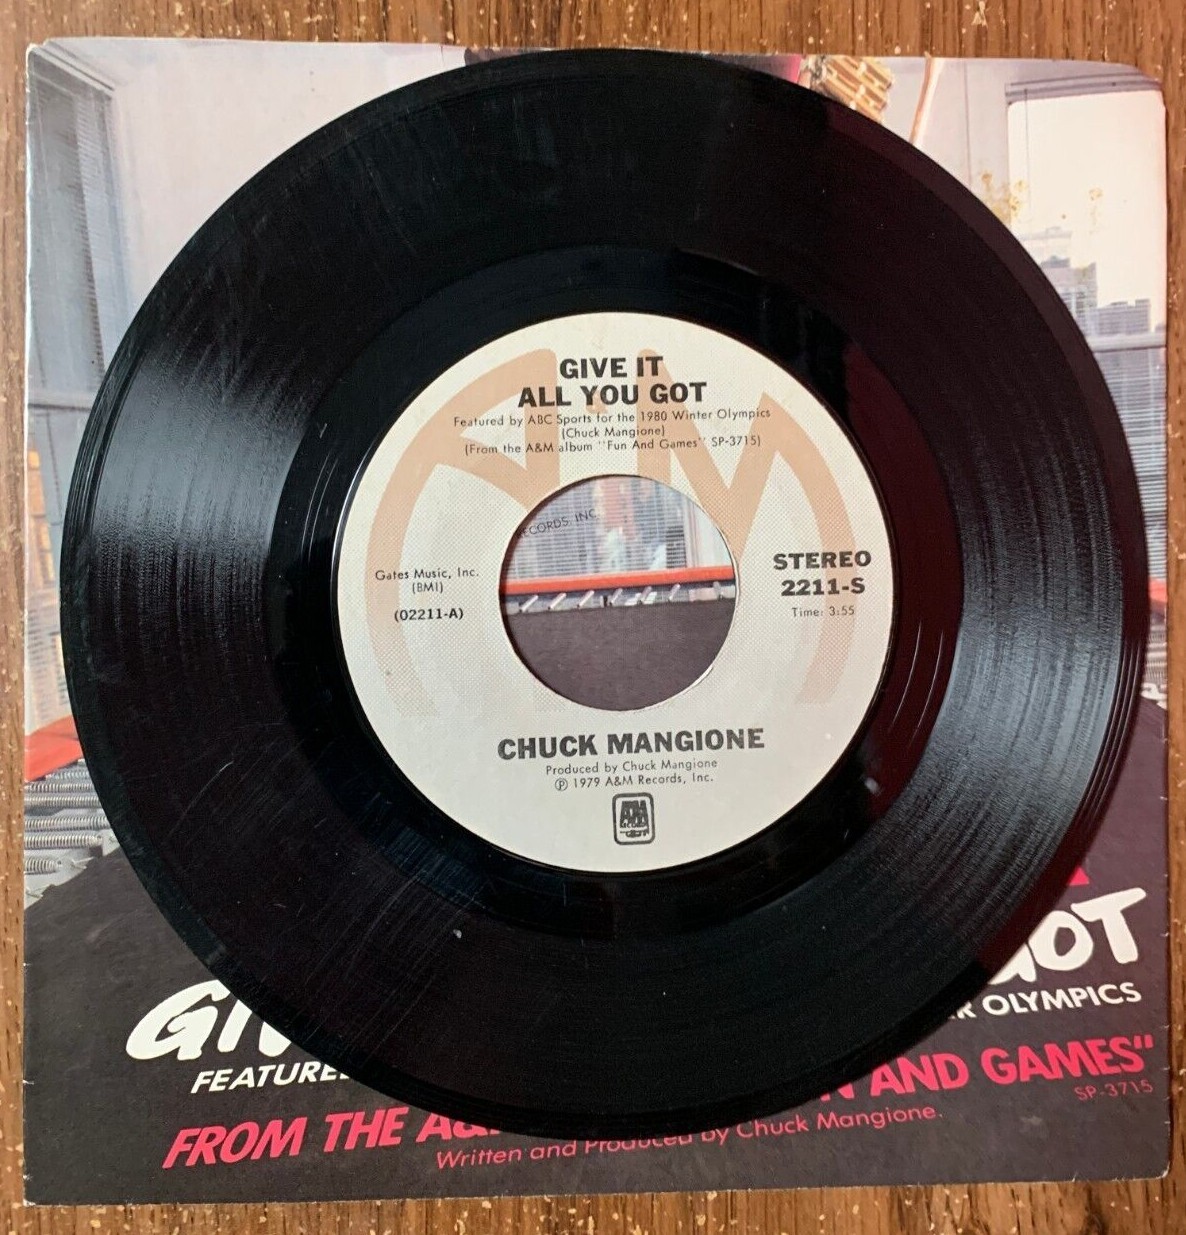 GIVE IT
ALL YOU GOT
Featured by ABC Sports for the 1980 Winter Olympics
(Chuck Mangione)
(From the A&M album "Fun And Games" SP-3715)
RECORDS, INC.
Gates Music, Inc.
(BMI)
(02211-A)
STEREO
2211-S
Time: 3:55
CHUCK MANGIONE
Produced by Chuck Mangione
℗ 1979 A&M Records, Inc.
A&M
RECORDS
GIV GOT
FEATURE R OLYMPICS
FROM THE A& N AND GAMES"
SP-3715
Written and Produced by Chuck Mangione.